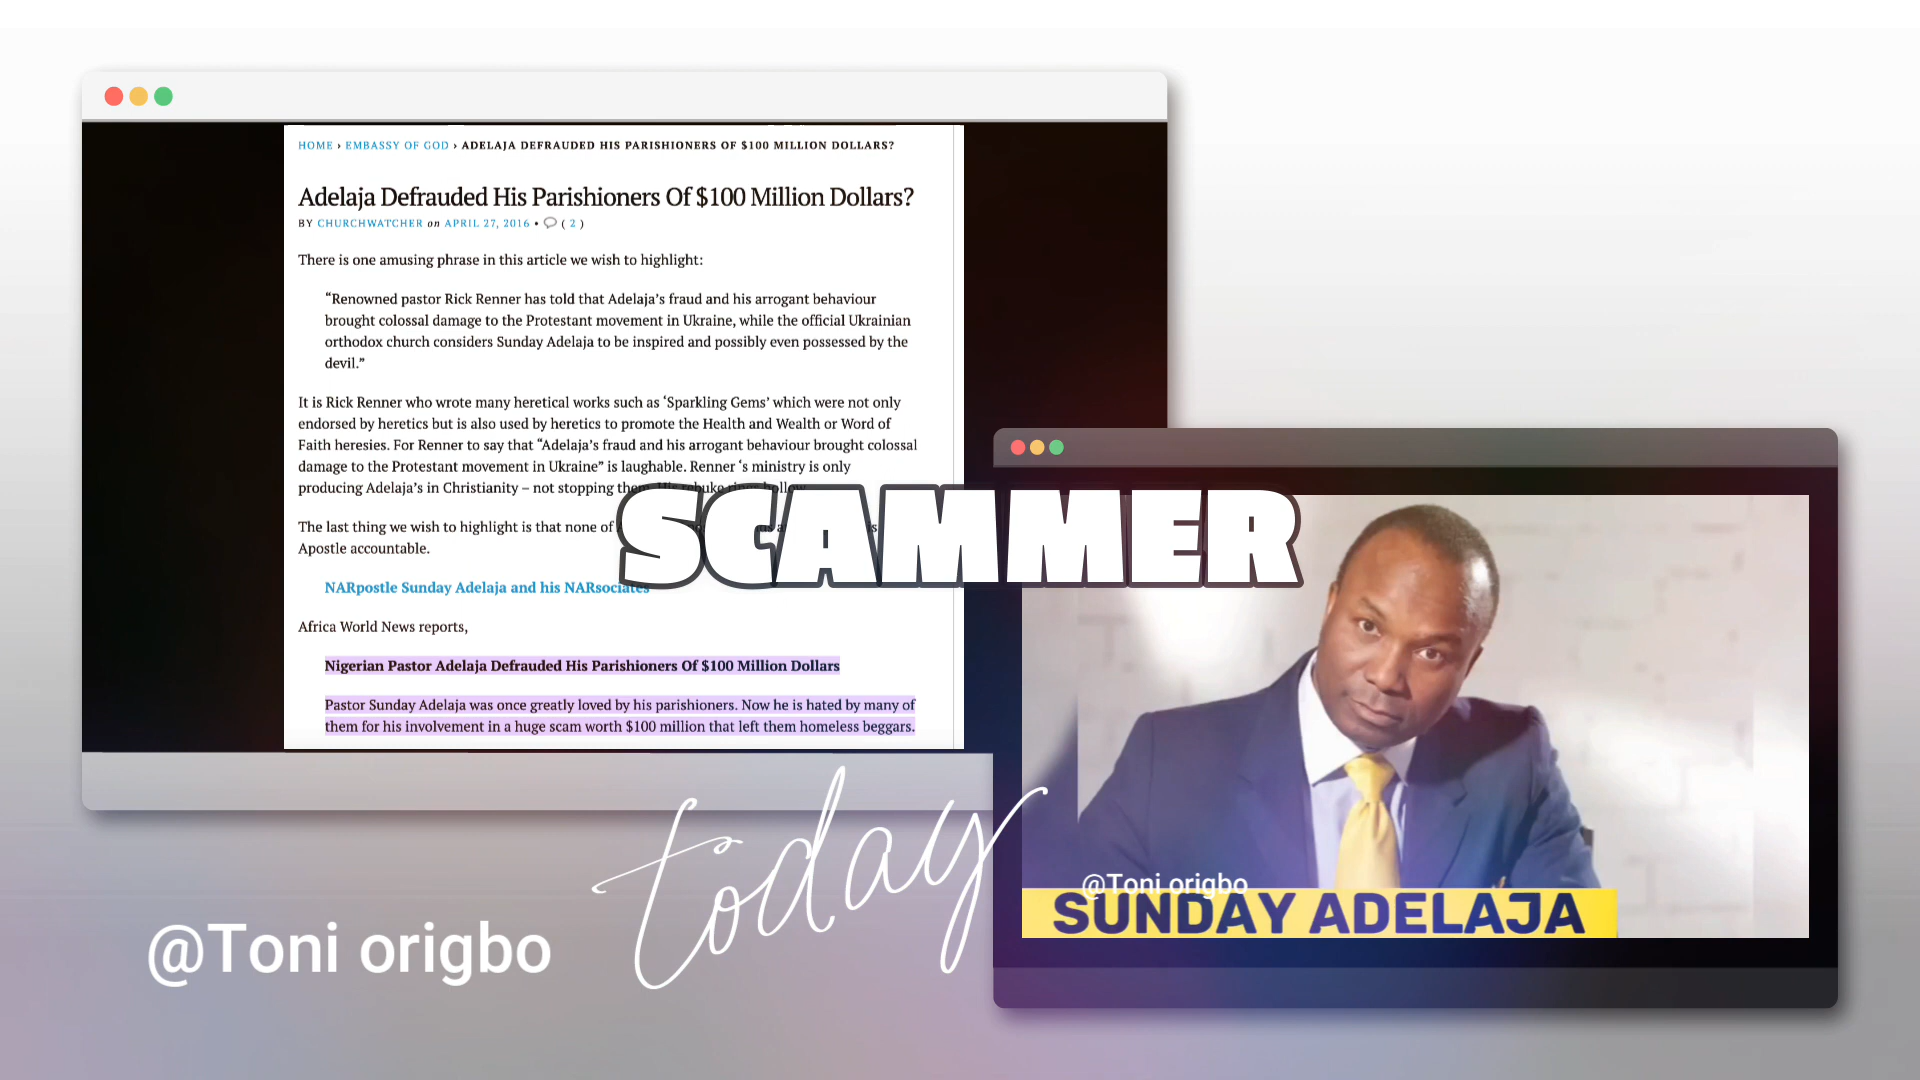 HOME › EMBASSY OF GOD › ADELAJA DEFRAUDED HIS PARISHIONERS OF $100 MILLION DOLLARS?
Adelaja Defrauded His Parishioners Of $100 Million Dollars?
BY CHURCHWATCHER on APRIL 27, 2016 • ( 2 )
There is one amusing phrase in this article we wish to highlight:
“Renowned pastor Rick Renner has told that Adelaja’s fraud and his arrogant behaviour
brought colossal damage to the Protestant movement in Ukraine, while the official Ukrainian
orthodox church considers Sunday Adelaja to be inspired and possibly even possessed by the
devil.”
It is Rick Renner who wrote many heretical works such as ‘Sparkling Gems’ which were not only
endorsed by heretics but is also used by heretics to promote the Health and Wealth or Word of
Faith heresies. For Renner to say that “Adelaja’s fraud and his arrogant behaviour brought colossal
damage to the Protestant movement in Ukraine” is laughable. Renner ‘s ministry is only
producing Adelaja’s in Christianity – not stopping them. His rebuke rings hollow.
The last thing we wish to highlight is that none of
Apostle accountable.
NARpostle Sunday Adelaja and his NARsociates
Africa World News reports,
Nigerian Pastor Adelaja Defrauded His Parishioners Of $100 Million Dollars
Pastor Sunday Adelaja was once greatly loved by his parishioners. Now he is hated by many of
them for his involvement in a huge scam worth $100 million that left them homeless beggars.
SCAMMER
today
@Toni origbo
@Toni origbo
SUNDAY ADELAJA